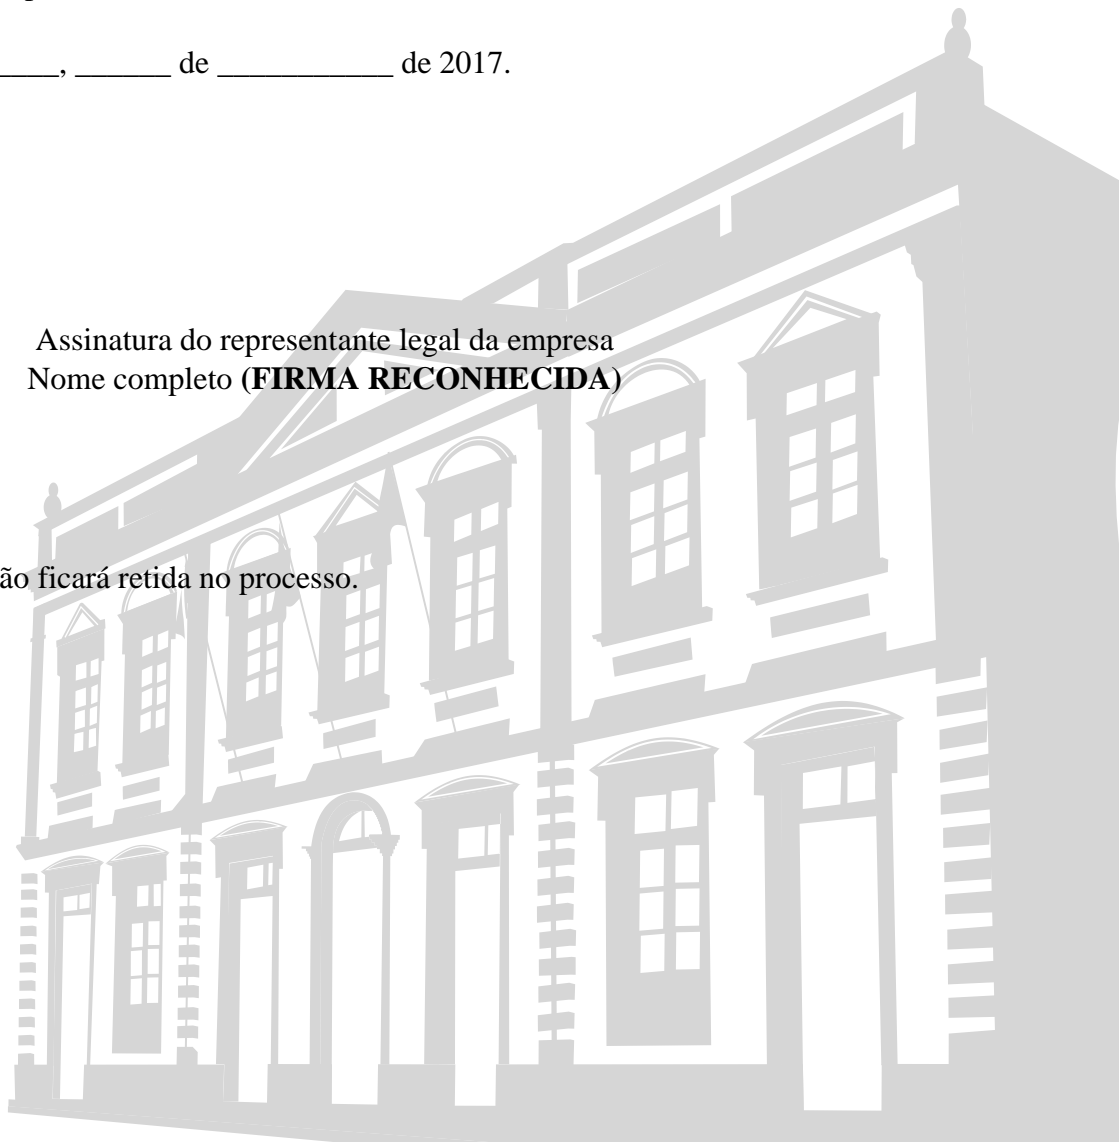 ____, ______ de ___________ de 2017.
Assinatura do representante legal da empresa
Nome completo (FIRMA RECONHECIDA)
ficará retida no processo.